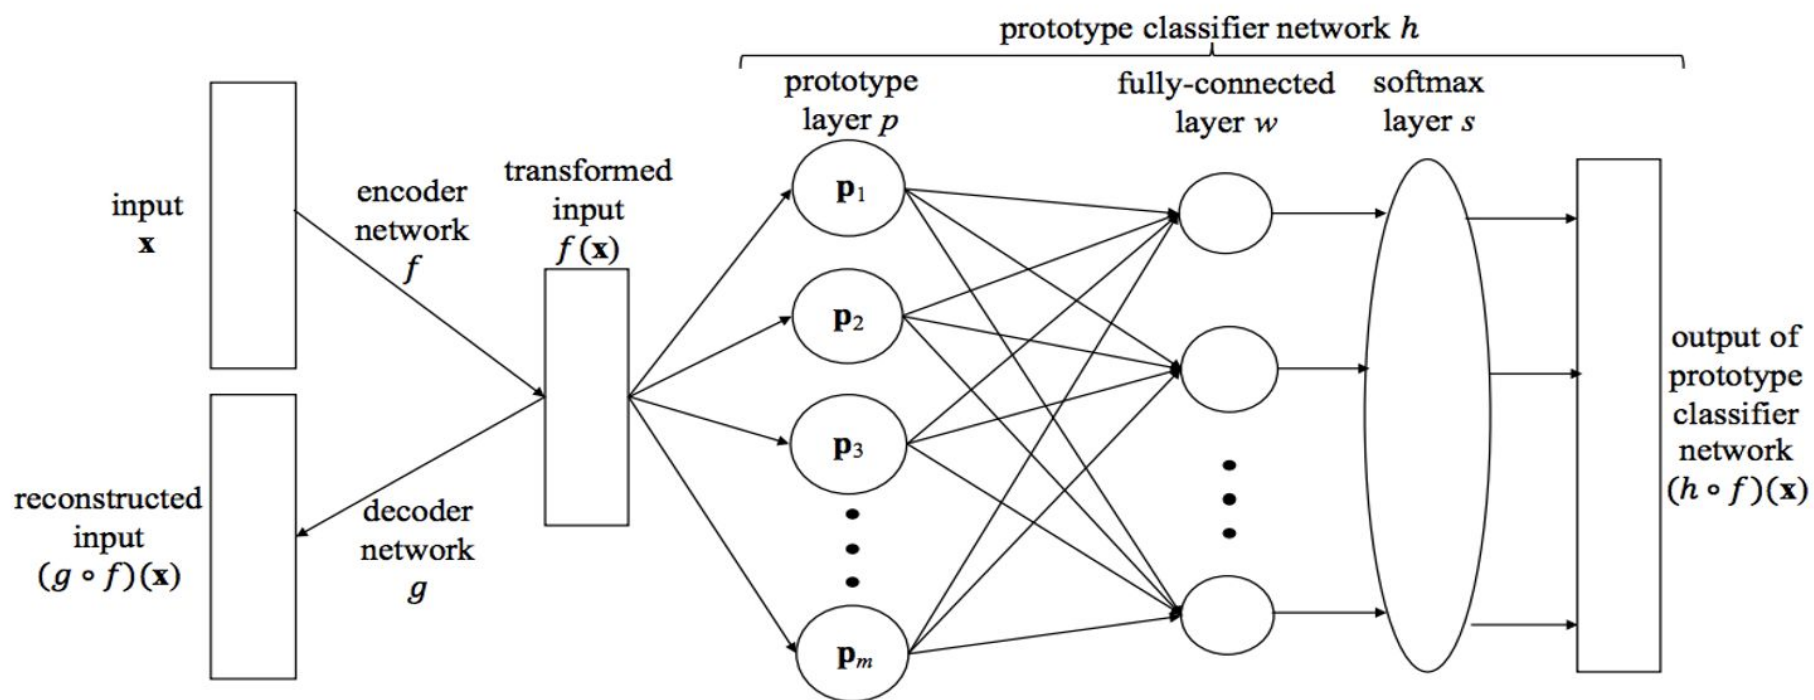 prototype classifier network h
prototype
layer p
fully-connected
layer w
softmax
layer s
input
x
encoder
network
f
transformed
input
f(x)
p1
p2
p3
pm
reconstructed
input
(g ∘ f)(x)
decoder
network
g
output of
prototype
classifier
network
(h ∘ f)(x)